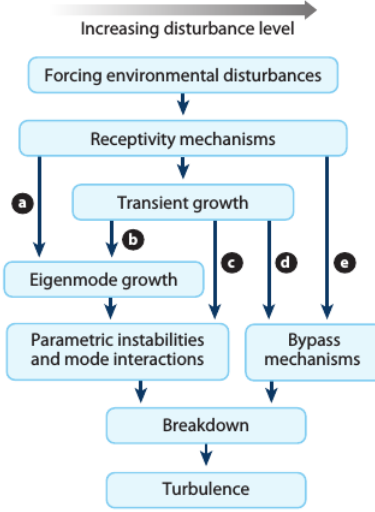 Increasing disturbance level
Forcing environmental disturbances
Receptivity mechanisms
a
Transient growth
b
c
d
e
Eigenmode growth
Parametric instabilities
and mode interactions
Bypass
mechanisms
Breakdown
Turbulence